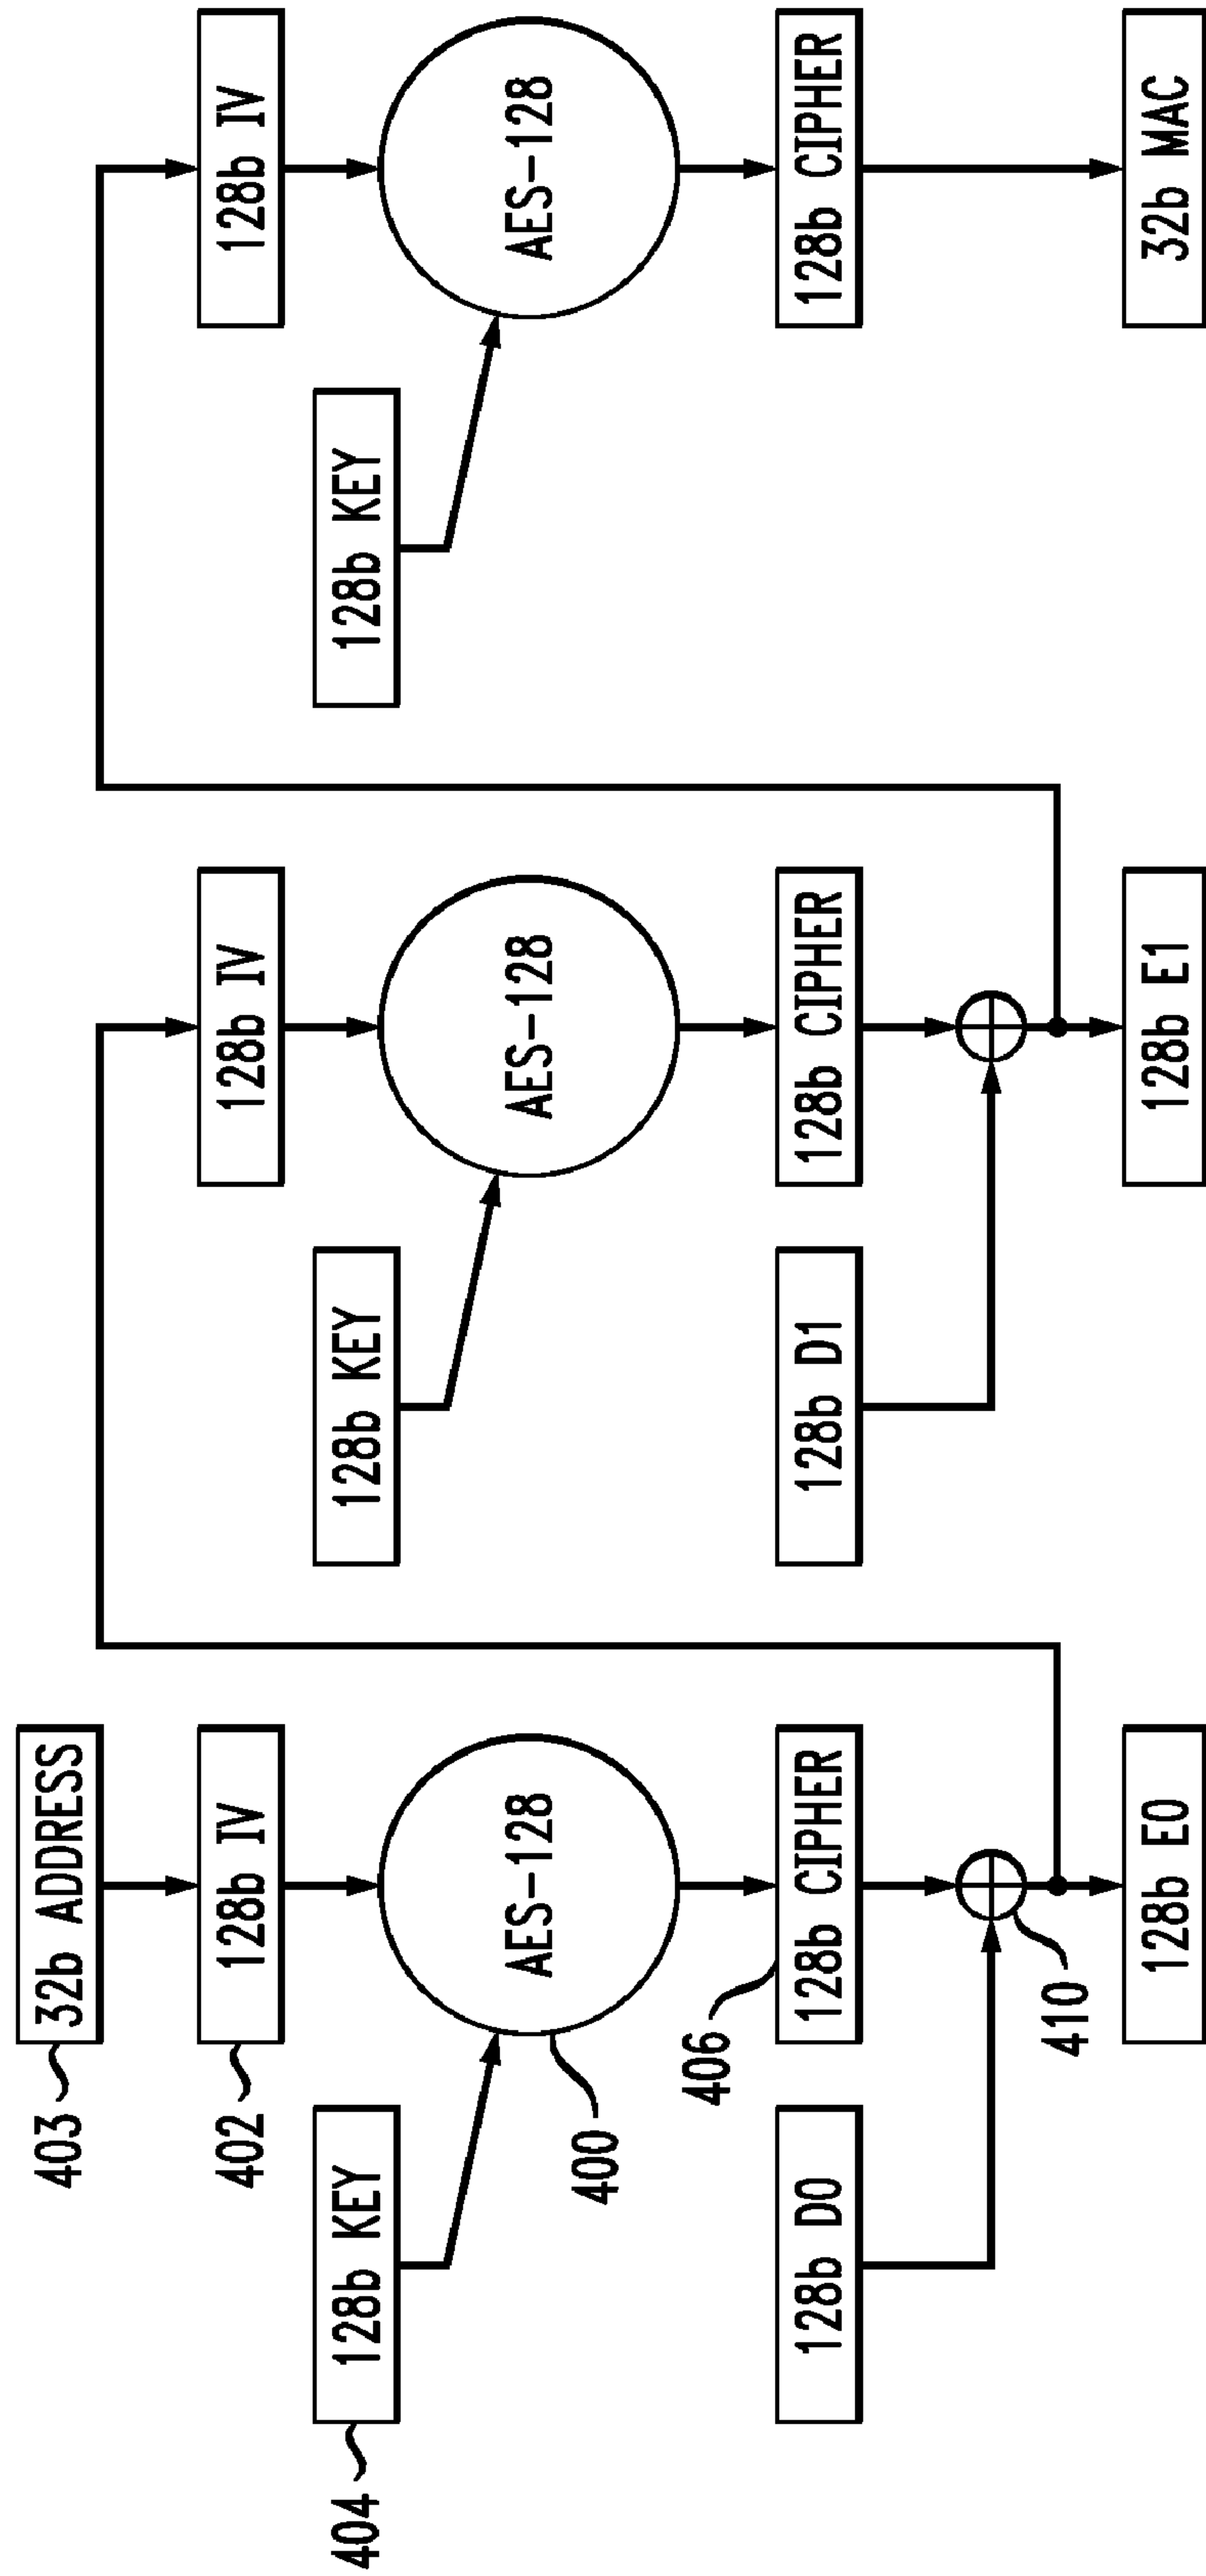 403
32b ADDRESS
402
128b IV
128b IV
128b IV
404
128b KEY
128b KEY
128b KEY
AES-128
AES-128
AES-128
400
406
128b D0
128b CIPHER
128b D1
128b CIPHER
128b CIPHER
410
128b E0
128b E1
32b MAC